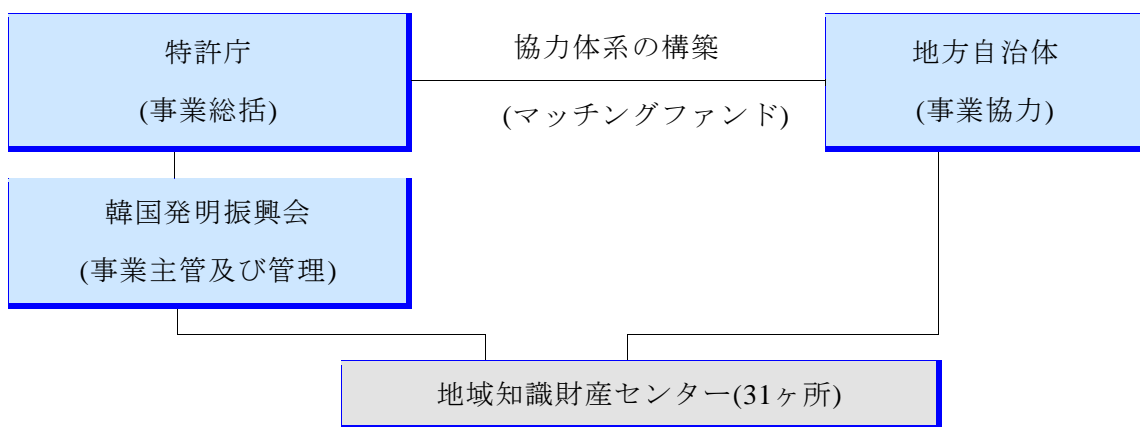 特許庁
(事業総括)
協力体系の構築
(マッチングファンド)
地方自治体
(事業協力)
韓国発明振興会
(事業主管及び管理)
地域知識財産センター(31ヶ所)